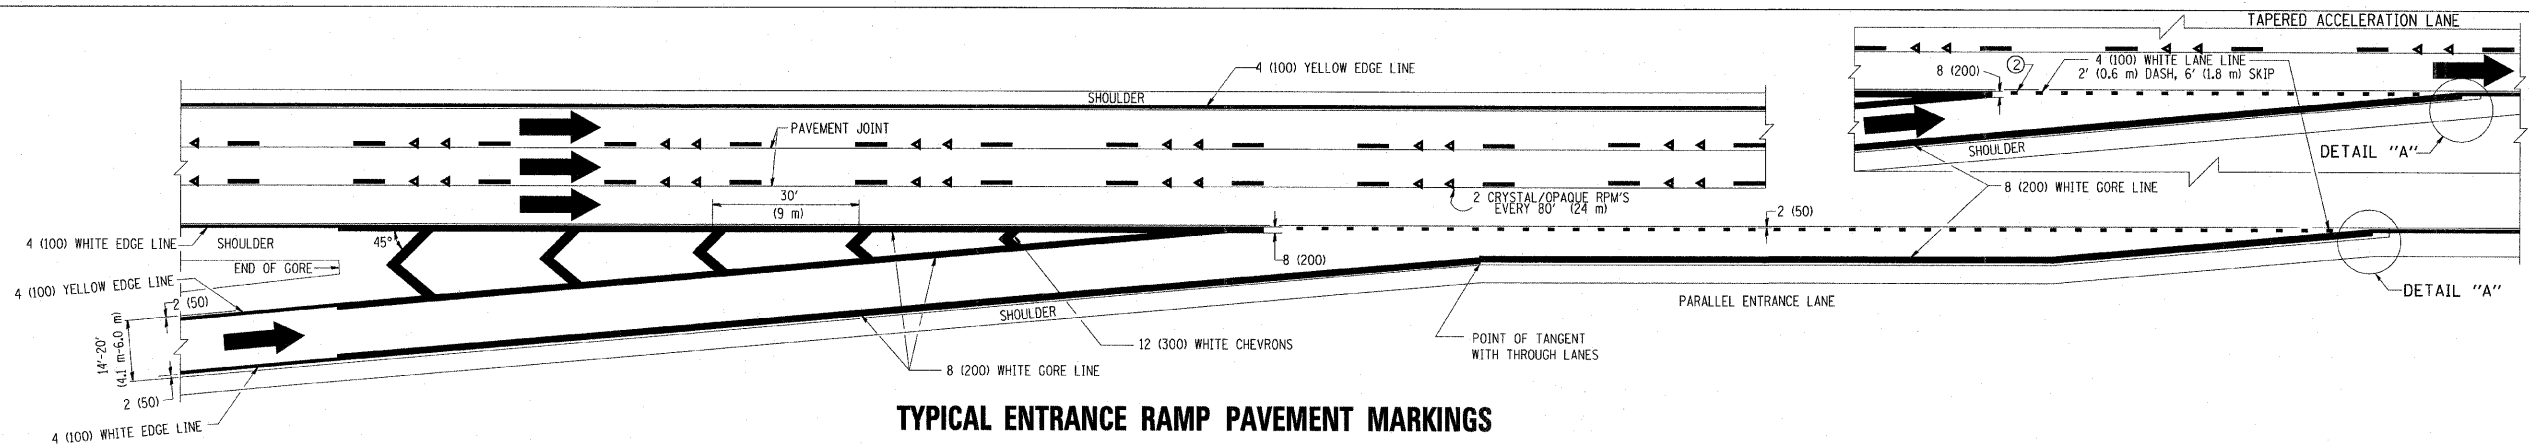 TAPERED ACCELERATION LANE
4 (100) YELLOW EDGE LINE
8 (200)
2
4 (100) WHITE LANE LINE
2' (0.6 m) DASH, 6' (1.8 m) SKIP
SHOULDER
PAVEMENT JOINT
SHOULDER
DETAIL "A"
8 (200) WHITE GORE LINE
30'
(9 m)
2 CRYSTAL/OPAQUE RPM'S
EVERY 80' (24 m)
2 (50)
4 (100) WHITE EDGE LINE
SHOULDER
45°
END OF GORE
8 (200)
4 (100) YELLOW EDGE LINE
2 (50)
DETAIL "A"
PARALLEL ENTRANCE LANE
SHOULDER
14'-20'
(4.1 m-6.0 m)
12 (300) WHITE CHEVRONS
POINT OF TANGENT
WITH THROUGH LANES
8 (200) WHITE GORE LINE
2 (50)
4 (100) WHITE EDGE LINE
TYPICAL ENTRANCE RAMP PAVEMENT MARKINGS